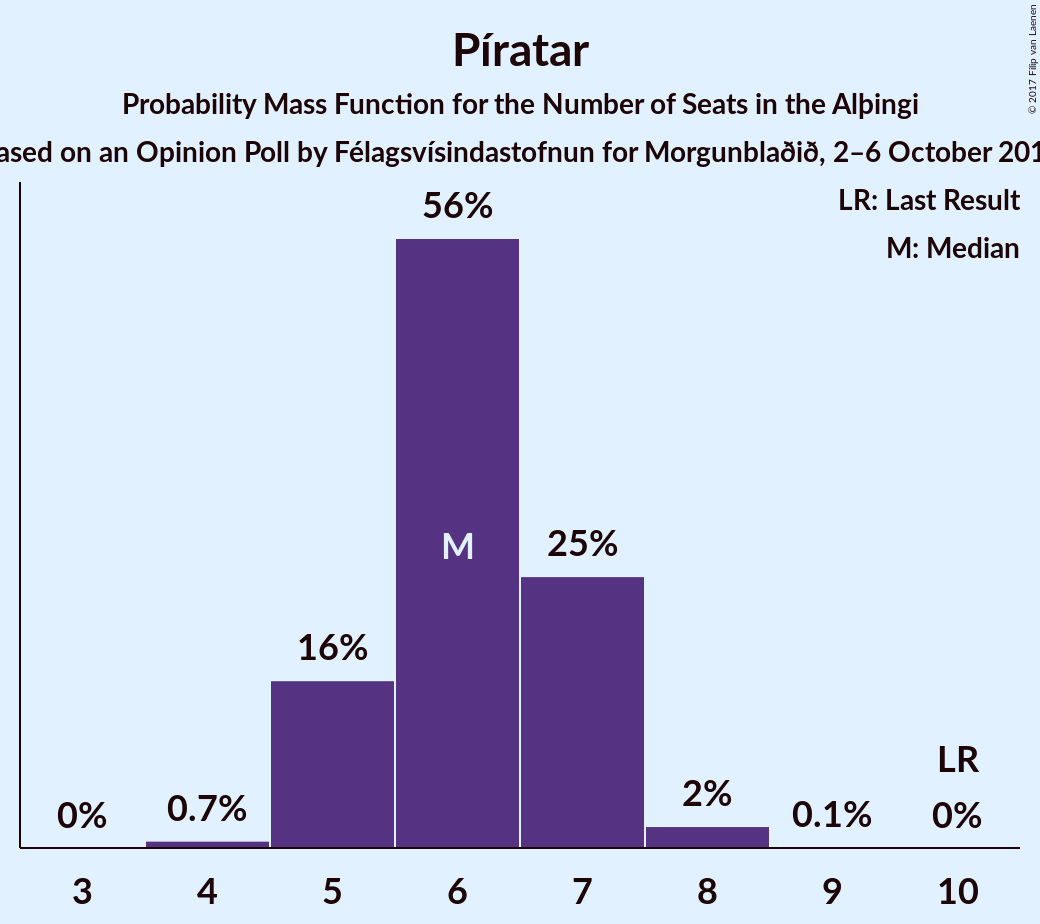 Píratar
Probability Mass Function for the Number of Seats in the Alþingi
on an Opinion Poll by Félagsvísindastofnun for Morgunblaðið, 2–6 October
LR: Last Result
M: Median
56%
M
25%
16%
LR
2%
0% 0.7% 0.1% 0%
3 4 5 6 7 8 9 10
© 2017 Filip van Laenen